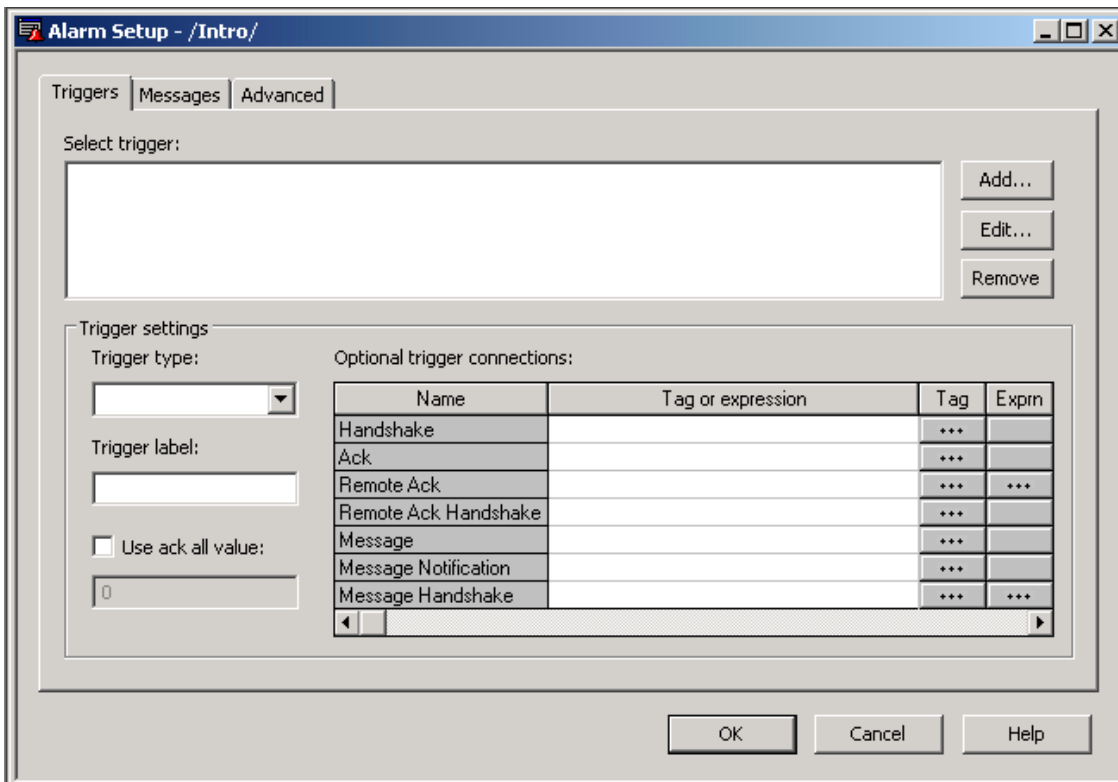 Alarm Setup - /Intro/
Triggers Messages Advanced
Select trigger:
Add...
Edit...
Remove
Trigger settings
Trigger type:
Trigger label:
Use ack all value:
0
Optional trigger connections:
Name Tag or expression Tag Exprn
Handshake ...
Ack ...
Remote Ack ... ...
Remote Ack Handshake ...
Message ...
Message Notification ...
Message Handshake ... ...
OK Cancel Help